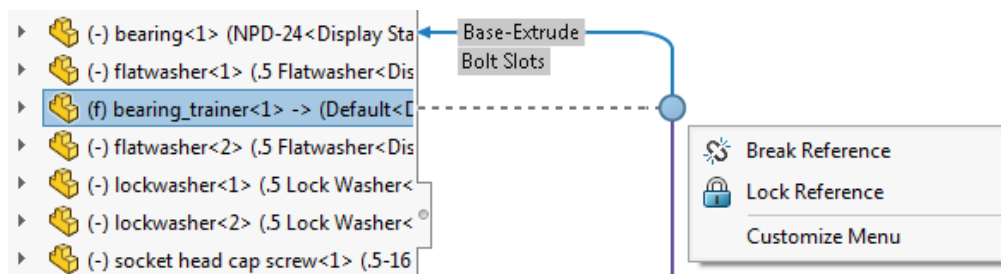 (-) bearing<1> (NPD-24<Display Sta
Base-Extrude
Bolt Slots
(-) flatwasher<1> (.5 Flatwasher<Dis
(f) bearing_trainer<1> -> (Default<D
(-) flatwasher<2> (.5 Flatwasher<Dis
(-) lockwasher<1> (.5 Lock Washer<
(-) lockwasher<2> (.5 Lock Washer<
(-) socket head cap screw<1> (.5-16
Break Reference
Lock Reference
Customize Menu